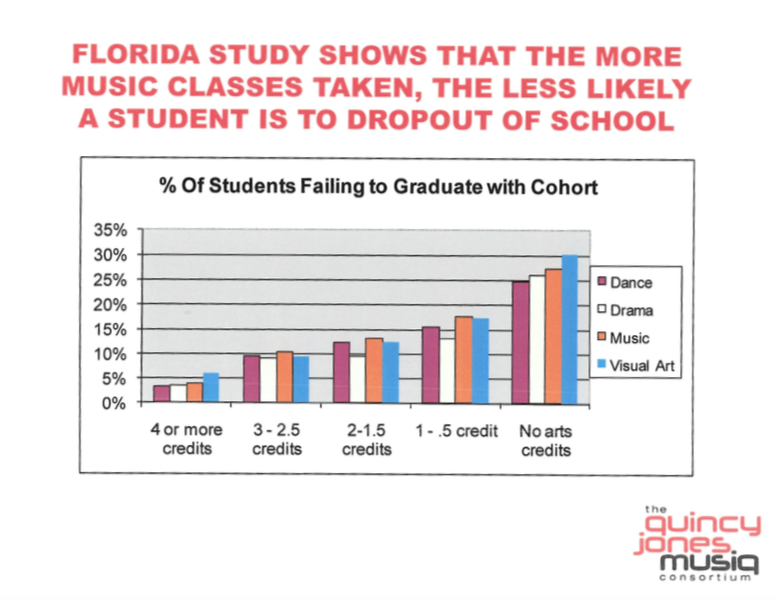 FLORIDA STUDY SHOWS THAT THE MORE
MUSIC CLASSES TAKEN, THE LESS LIKELY
A STUDENT IS TO DROPOUT OF SCHOOL
% Of Students Failing to Graduate with Cohort
35%
30%
25%
20%
15%
10%
5%
0%
4 or more
credits
3 - 2.5
credits
2-1.5
credits
1 - .5 credit
No arts
credits
Dance
Drama
Music
Visual Art
the
quincy
jones
musiq
consortium